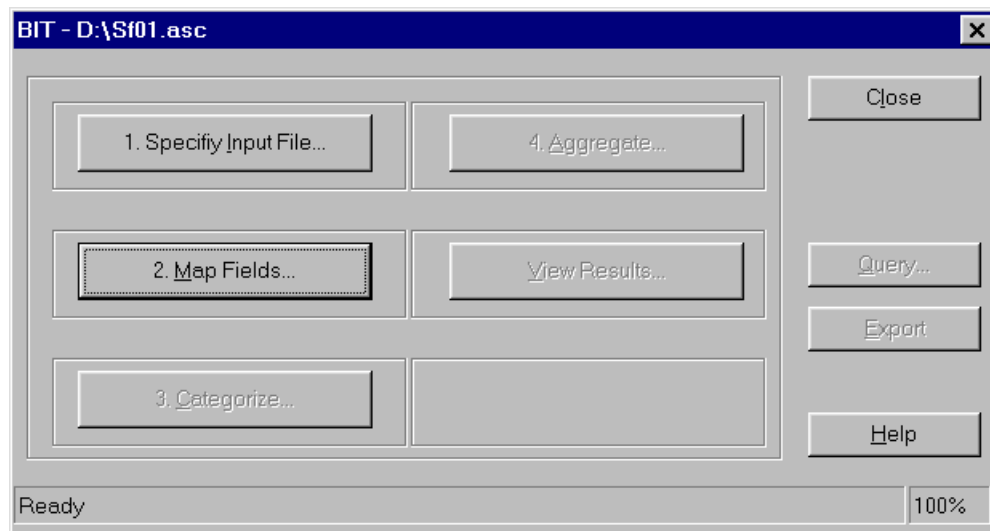 BIT - D:\Sf01.asc
1. Specifiy Input File...
4. Aggregate...
Close
2. Map Fields...
View Results...
Query...
Export
3. Categorize...
Help
Ready
100%